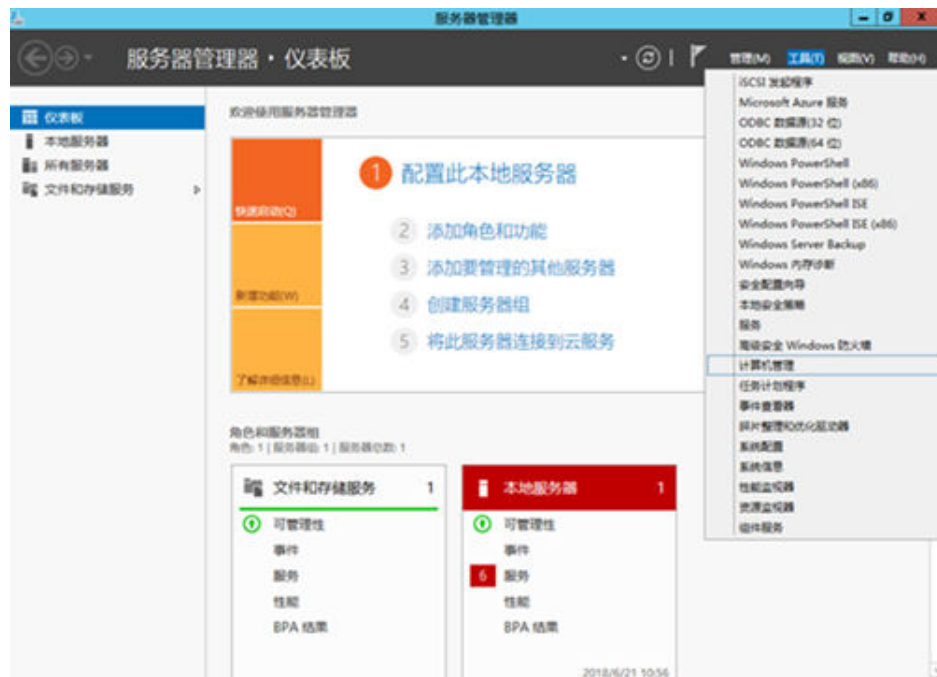 服务器管理器
服务器管理器 · 仪表板
管理(M) 工具(T) 视图(V) 帮助(H)
仪表板
本地服务器
所有服务器
文件和存储服务
欢迎使用服务器管理器
快速启动(Q)
新增功能(W)
了解详细信息(L)
1 配置此本地服务器
2 添加角色和功能
3 添加要管理的其他服务器
4 创建服务器组
5 将此服务器连接到云服务
角色和服务器组
角色: 1 | 服务器组: 1 | 服务器总数: 1
文件和存储服务 1
可管理性
事件
服务
性能
BPA 结果
本地服务器 1
可管理性
事件
6 服务
性能
BPA 结果
2018/6/21 10:56
iSCSI 发起程序
Microsoft Azure 服务
ODBC 数据源(32 位)
ODBC 数据源(64 位)
Windows PowerShell
Windows PowerShell (x86)
Windows PowerShell ISE
Windows PowerShell ISE (x86)
Windows Server Backup
Windows 内存诊断
安全配置向导
本地安全策略
服务
高级安全 Windows 防火墙
计算机管理
任务计划程序
事件查看器
碎片整理和优化驱动器
系统配置
系统信息
性能监视器
资源监视器
组件服务